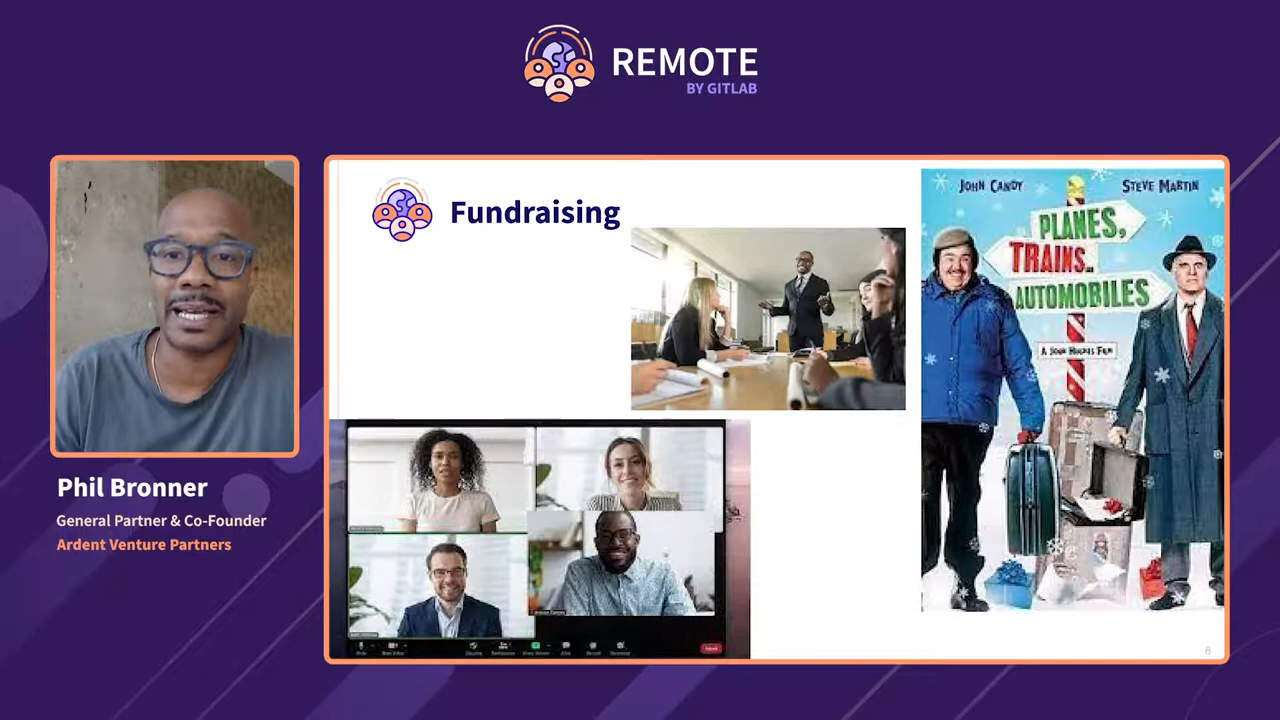 REMOTE
BY GITLAB
Fundraising
JOHN CANDY
STEVE MARTIN
PLANES,
TRAINS...
AUTOMOBILES
A JOHN HUGHES FILM
Phil Bronner
General Partner & Co-Founder
Ardent Venture Partners
8